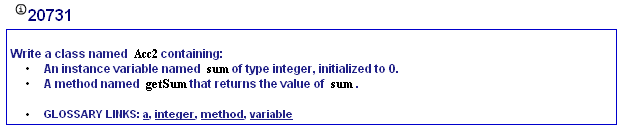 20731
Write a class named Acc2 containing:
• An instance variable named sum of type integer, initialized to 0.
• A method named getSum that returns the value of sum .
• GLOSSARY LINKS: a, integer, method, variable